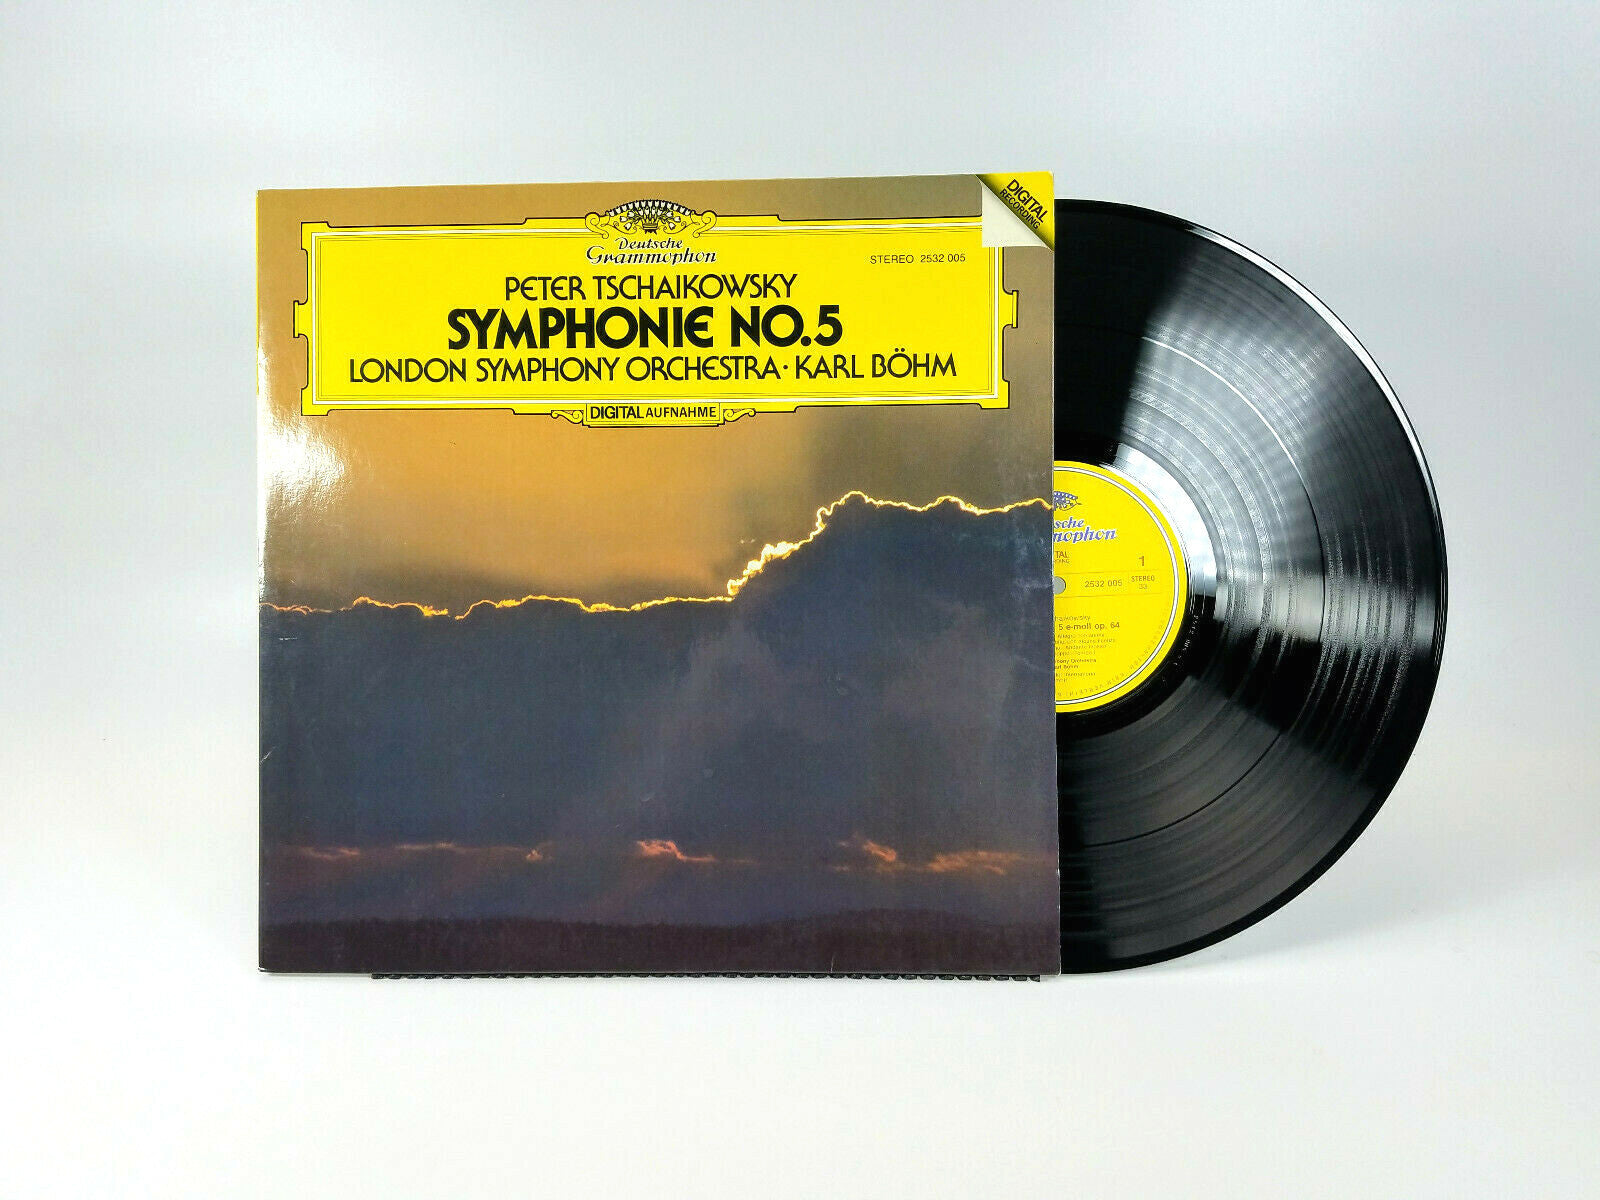 DIGITAL
RECORDING
Deutsche
Grammophon
STEREO 2532 005
PETER TSCHAIKOWSKY
SYMPHONIE NO.5
LONDON SYMPHONY ORCHESTRA · KARL BÖHM
DIGITAL AUFNAHME
1
2532 005
STEREO
33
5 e-moll op. 64